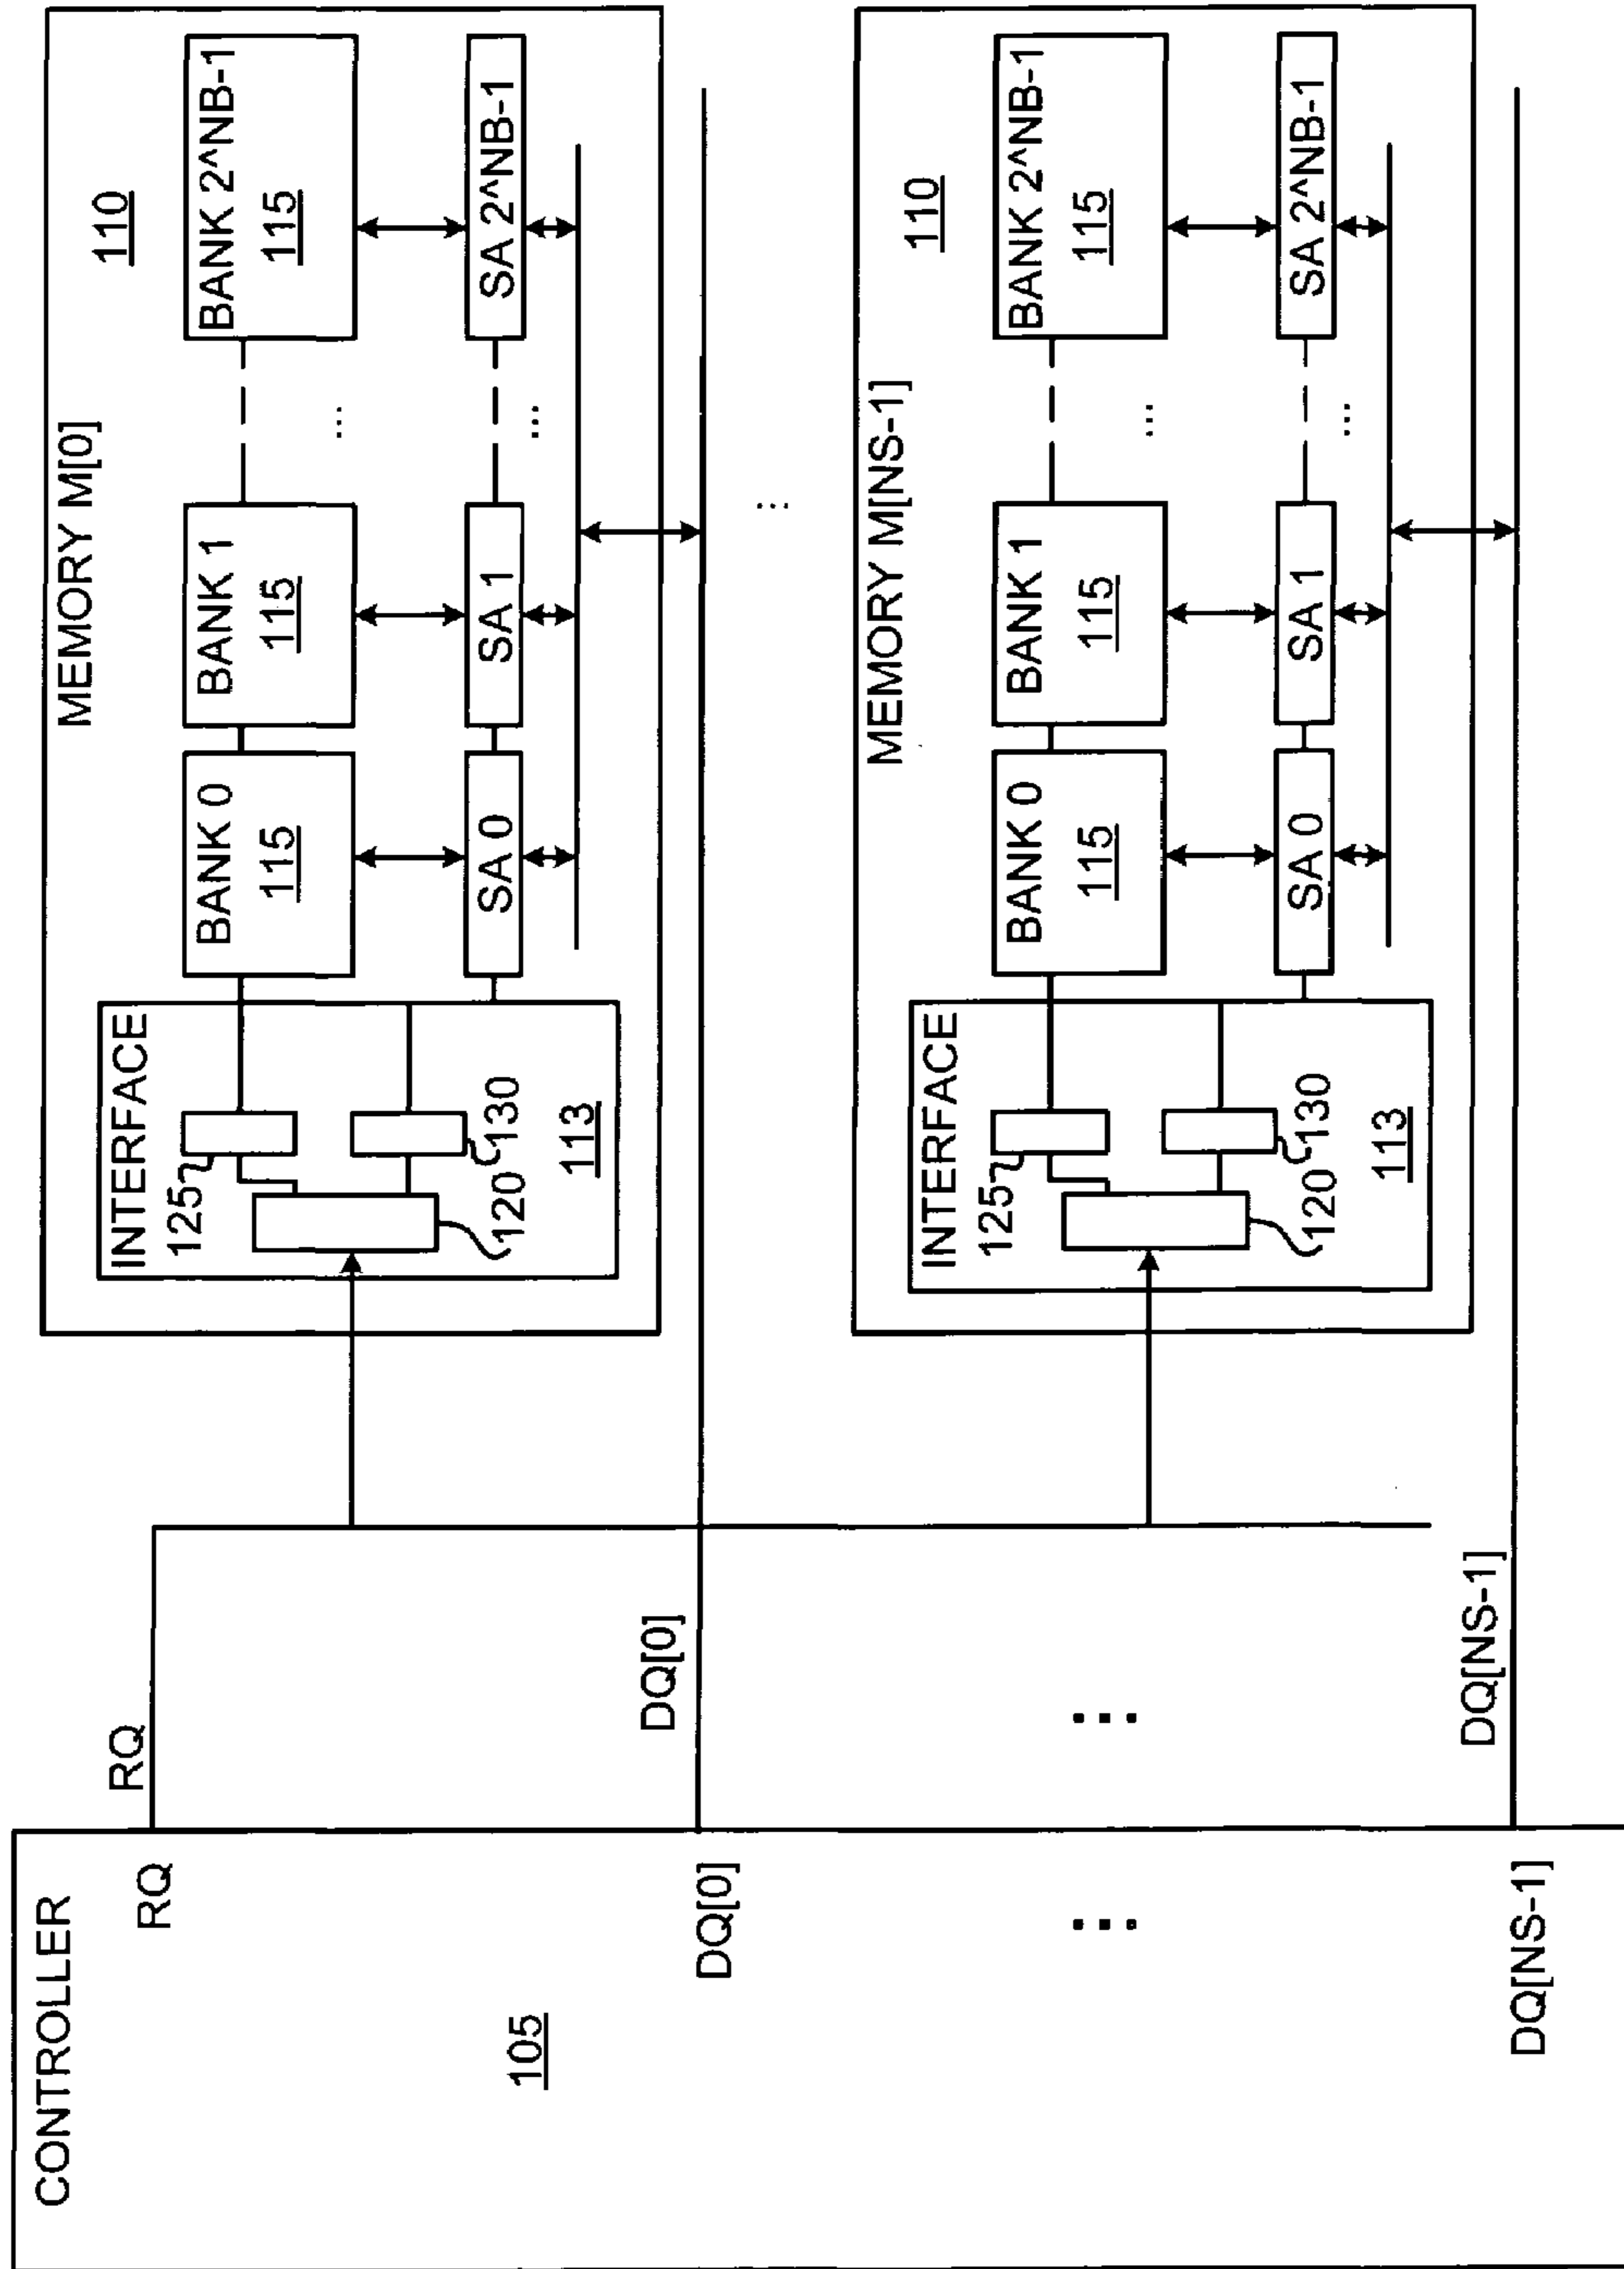 CONTROLLER
105
RQ
DQ[0]
...
DQ[NS-1]
RQ
DQ[0]
...
DQ[NS-1]
MEMORY M[0]
110
INTERFACE
125
120
130
113
BANK 0
115
BANK 1
115
...
BANK 2^NB-1
115
SA 0
SA 1
...
SA 2^NB-1
...
MEMORY M[NS-1]
110
INTERFACE
125
120
130
113
BANK 0
115
BANK 1
115
...
BANK 2^NB-1
115
SA 0
SA 1
...
SA 2^NB-1